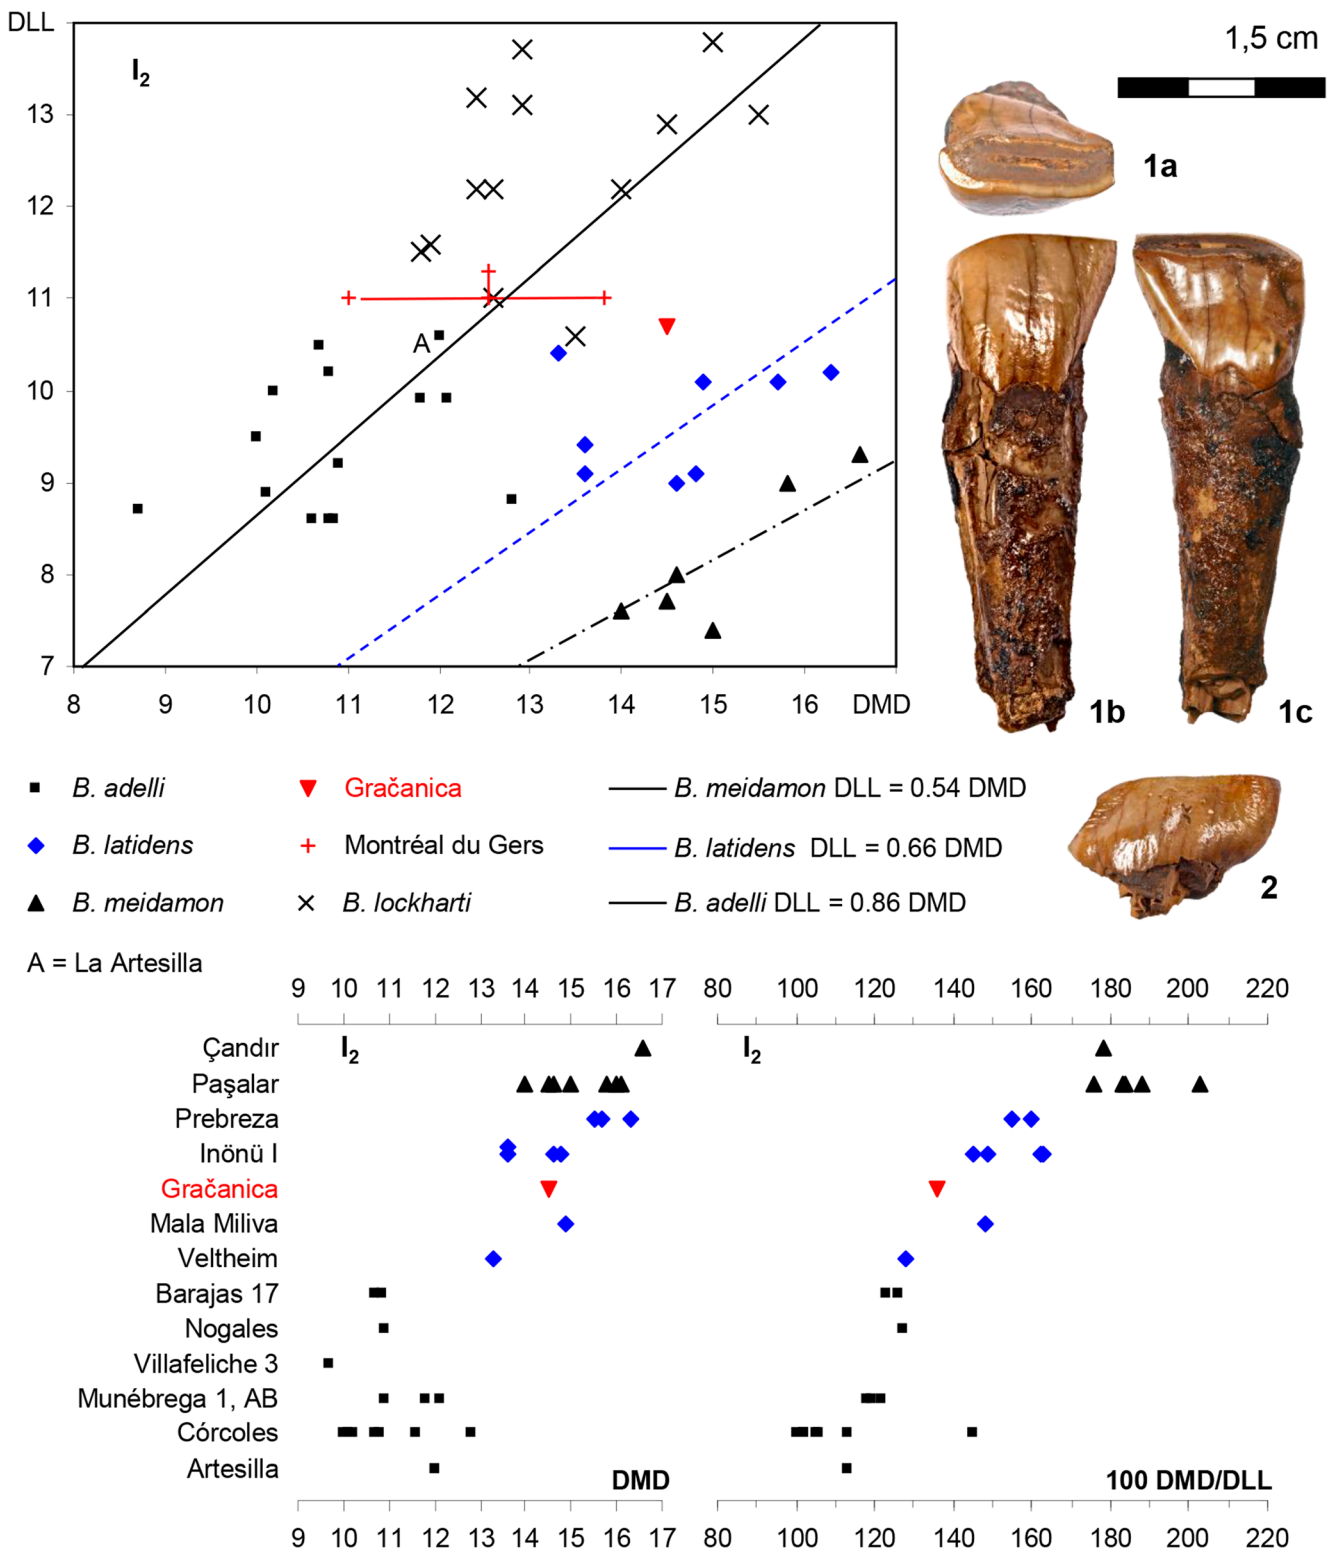 DLL
I2
13
12
11
10
9
8
7
A
8 9 10 11 12 13 14 15 16 DMD
1,5 cm
1a
1b
1c
2
B. adelli
B. latidens
B. meidamon
A = La Artesilla
Gračanica
Montréal du Gers
B. lockharti
B. meidamon DLL = 0.54 DMD
B. latidens DLL = 0.66 DMD
B. adelli DLL = 0.86 DMD
9 10 11 12 13 14 15 16 17
80 100 120 140 160 180 200 220
I2
I2
Çandır
Paşalar
Prebreza
Inönü I
Gračanica
Mala Miliva
Veltheim
Barajas 17
Nogales
Villafeliche 3
Munébrega 1, AB
Córcoles
Artesilla
DMD
100 DMD/DLL
9 10 11 12 13 14 15 16 17
80 100 120 140 160 180 200 220